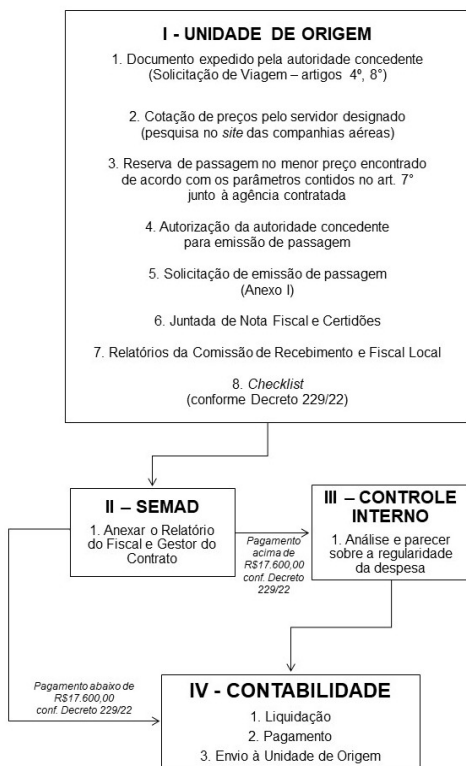 I - UNIDADE DE ORIGEM
1. Documento expedido pela autoridade concedente
(Solicitação de Viagem – artigos 4º, 8°)
2. Cotação de preços pelo servidor designado
(pesquisa no site das companhias aéreas)
3. Reserva de passagem no menor preço encontrado
de acordo com os parâmetros contidos no art. 7°
junto à agência contratada
4. Autorização da autoridade concedente
para emissão de passagem
5. Solicitação de emissão de passagem
(Anexo I)
6. Juntada de Nota Fiscal e Certidões
7. Relatórios da Comissão de Recebimento e Fiscal Local
8. Checklist
(conforme Decreto 229/22)
II – SEMAD
1. Anexar o Relatório
do Fiscal e Gestor do
Contrato
Pagamento
acima de
R$17.600,00
conf. Decreto
229/22
III – CONTROLE
INTERNO
1. Análise e parecer
sobre a regularidade
da despesa
Pagamento abaixo de
R$17.600,00
conf. Decreto 229/22
IV - CONTABILIDADE
1. Liquidação
2. Pagamento
3. Envio à Unidade de Origem